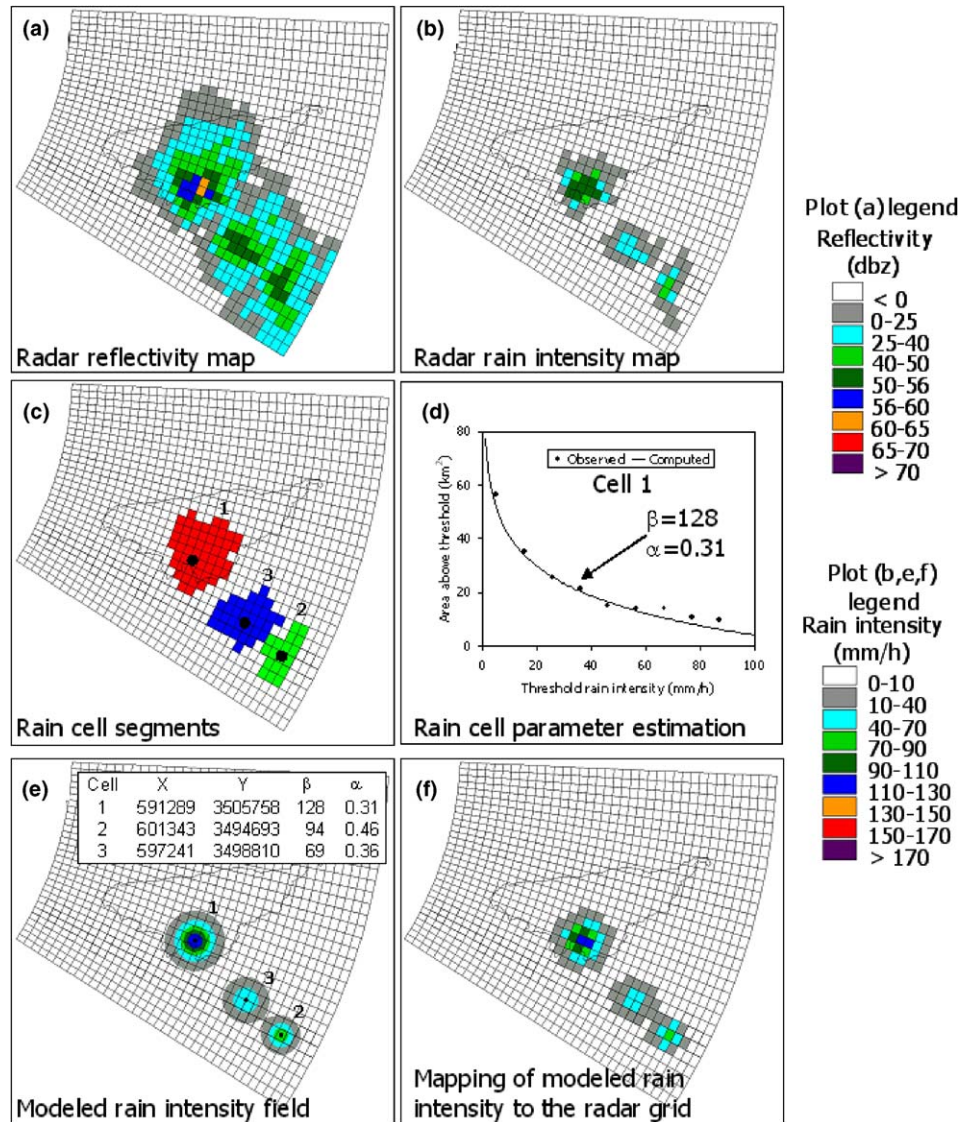 (a)
Radar reflectivity map
(b)
Radar rain intensity map
Plot (a) legend
Reflectivity
(dbz)
< 0
0-25
25-40
40-50
50-56
56-60
60-65
65-70
> 70
(c)
1
3
2
Rain cell segments
(d)
80
60
40
20
0
0 20 40 60 80 100
Area above threshold (km²)
Threshold rain intensity (mm/h)
Observed — Computed
Cell 1
β=128
α=0.31
Rain cell parameter estimation
Plot (b,e,f)
legend
Rain intensity
(mm/h)
0-10
10-40
40-70
70-90
90-110
110-130
130-150
150-170
> 170
(e)
Cell X Y β α
1 591289 3505758 128 0.31
2 601343 3494693 94 0.46
3 597241 3498810 69 0.36
1
3
2
Modeled rain intensity field
(f)
Mapping of modeled rain
intensity to the radar grid